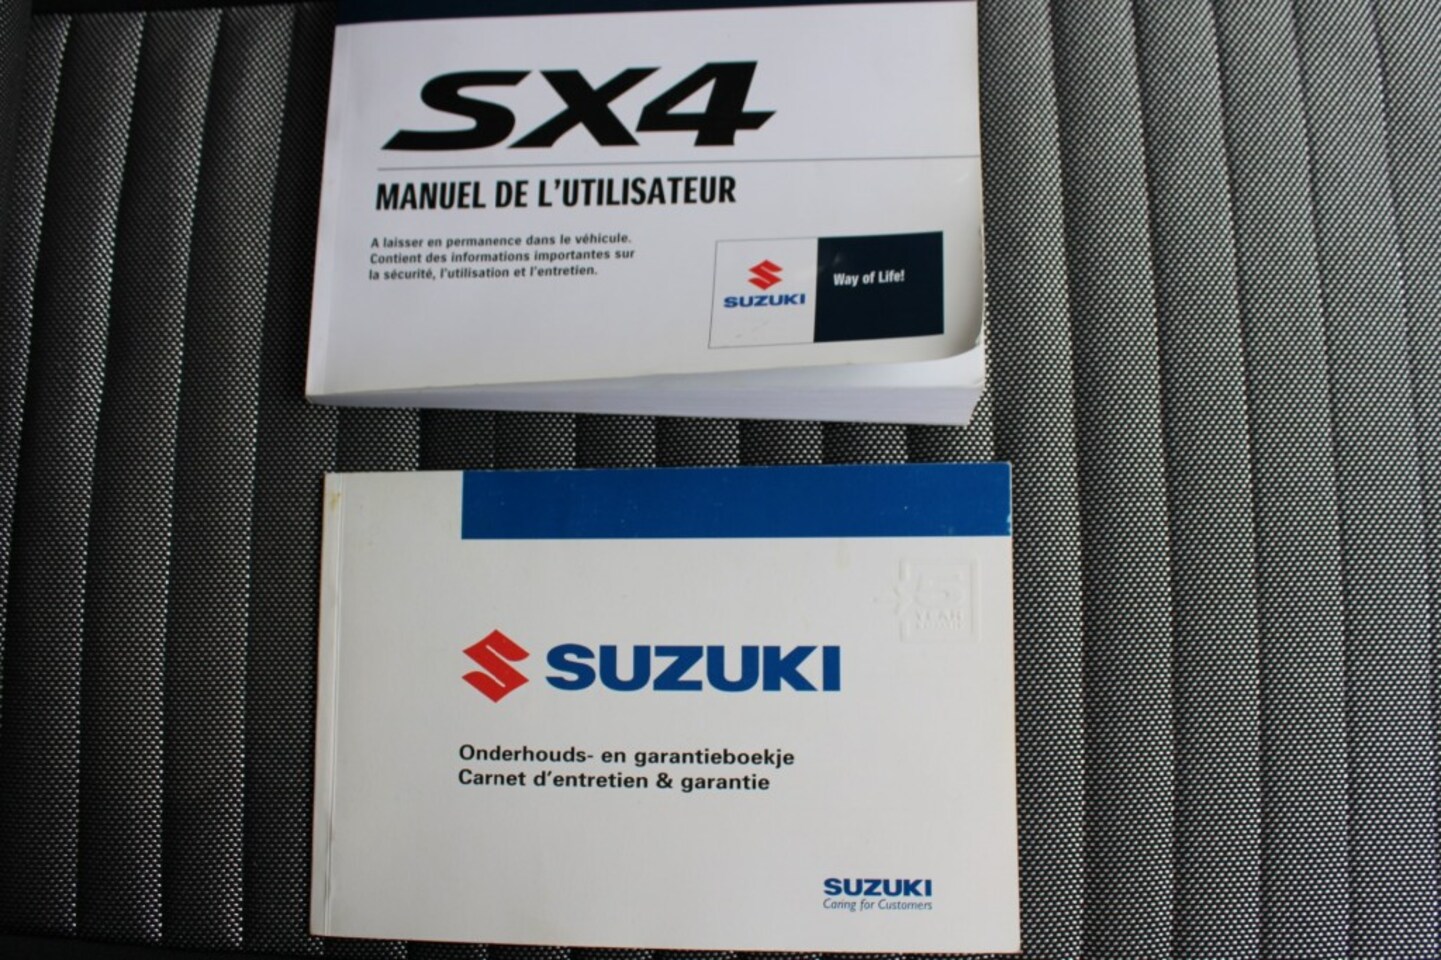 SX4
MANUEL DE L'UTILISATEUR
A laisser en permanence dans le véhicule.
Contient des informations importantes sur
la sécurité, l'utilisation et l'entretien.
SUZUKI
Way of Life!
SUZUKI
Onderhouds- en garantieboekje
Carnet d'entretien & garantie
SUZUKI
Caring for Customers